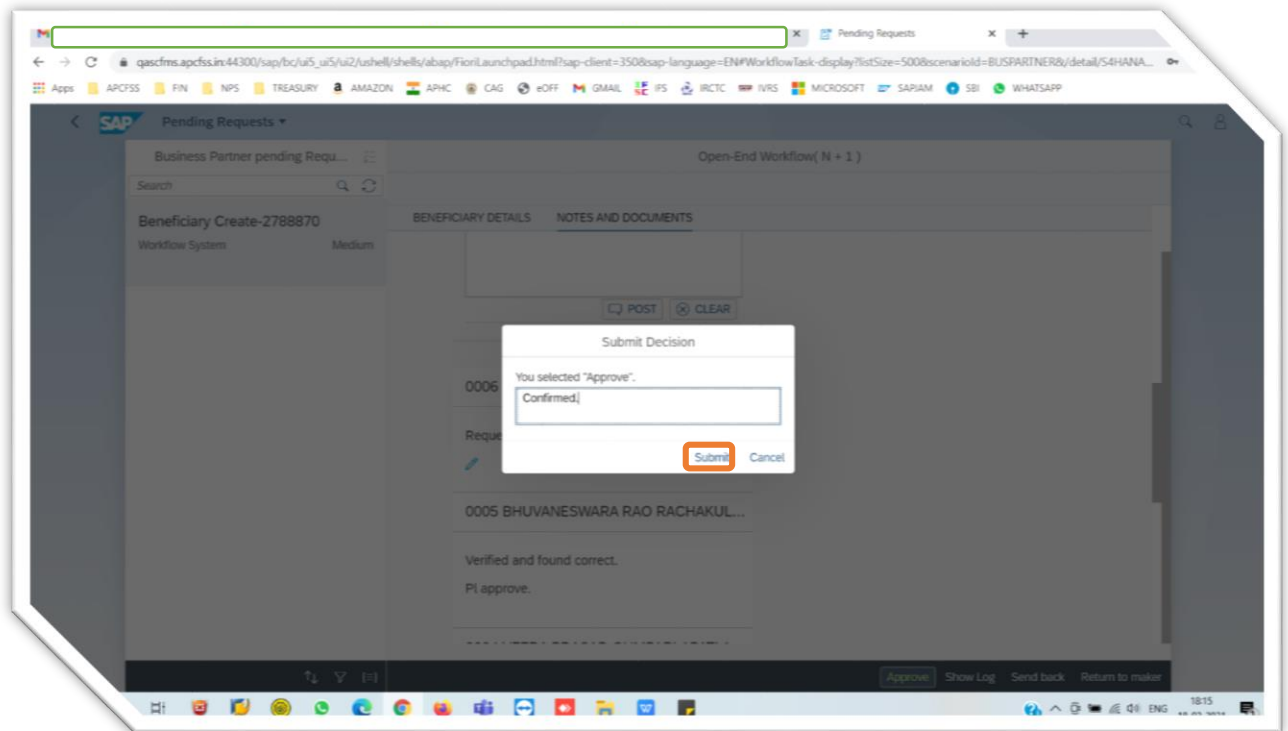 Pending Requests
qascfms.apcfss.in:44300/sap/bc/ui5_ui5/ui2/ushell/shells/abap/FioriLaunchpad.html?sap-client=350&sap-language=EN#WorkflowTask-display?listSize=500&scenarioId=BUSPARTNER&/detail/S4HANA...
Apps APCFSS FIN NPS TREASURY AMAZON APHC CAG eOFF GMAIL IFS IRCTC IVRS MICROSOFT SAPJAM SBI WHATSAPP
SAP Pending Requests
Business Partner pending Requ... Open-End Workflow( N + 1 )
Search
Beneficiary Create-2788870 BENEFICIARY DETAILS NOTES AND DOCUMENTS
Workflow System Medium
POST CLEAR
Submit Decision
You selected "Approve".
0006
Confirmed.
Reque
Submit Cancel
0005 BHUVANESWARA RAO RACHAKUL...
Verified and found correct.
Pl approve.
Approve Show Log Send back Return to maker
ENG 18:15